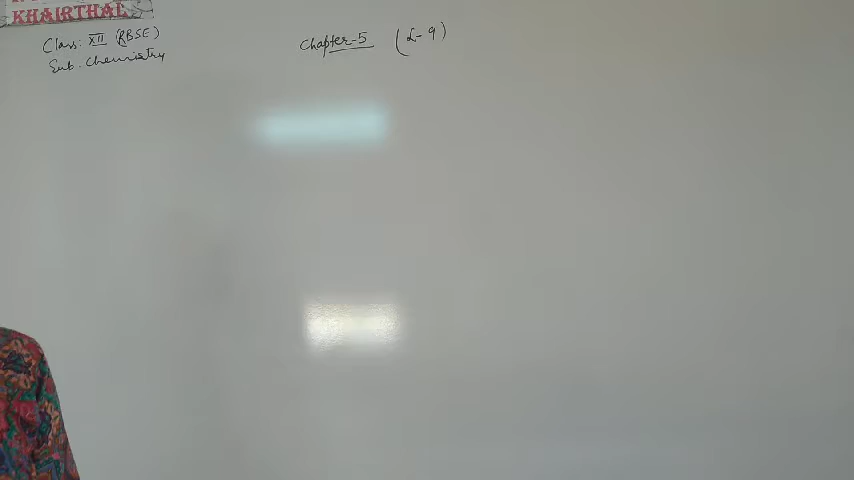 KHAIRTHAL
Class: XII (RBSE)
Sub. Chemistry
Chapter-5 (L-9)